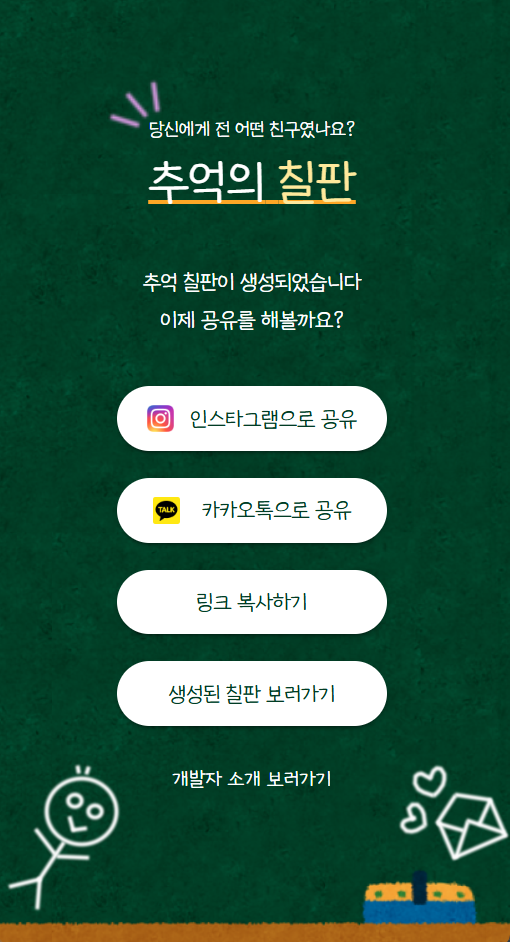 당신에게 전 어떤 친구였나요?
추억의 칠판
추억 칠판이 생성되었습니다
이제 공유를 해볼까요?
인스타그램으로 공유
TALK
카카오톡으로 공유
링크 복사하기
생성된 칠판 보러가기
개발자 소개 보러가기